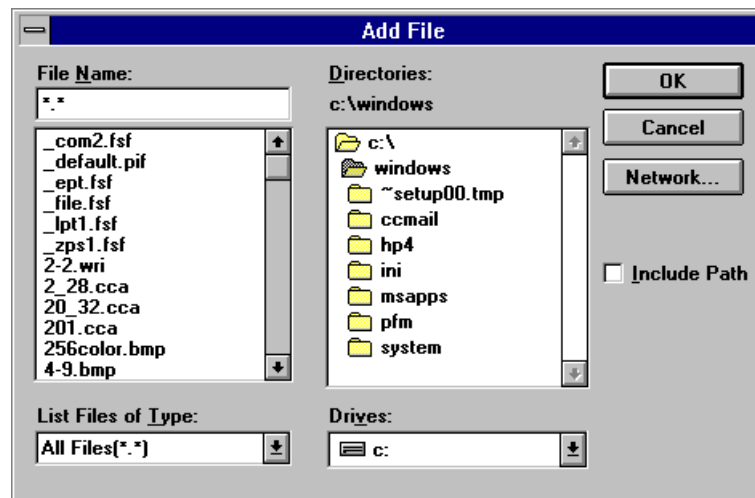 Add File
File Name:
*.*
_com2.fsf
_default.pif
_ept.fsf
_file.fsf
_lpt1.fsf
_zps1.fsf
2-2.wri
2_28.cca
20_32.cca
201.cca
256color.bmp
4-9.bmp
List Files of Type:
All Files(*.*)
Directories:
c:\windows
c:\
windows
~setup00.tmp
ccmail
hp4
ini
msapps
pfm
system
Drives:
c:
OK
Cancel
Network...
Include Path